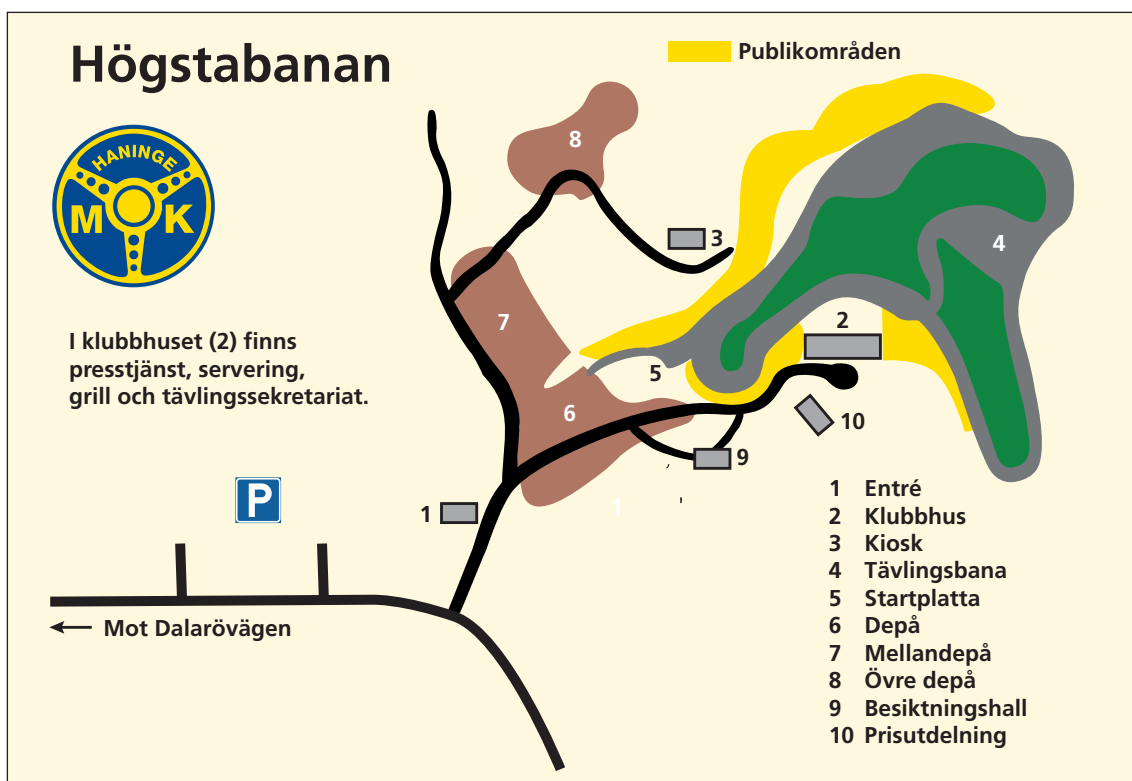 Högstabanan
Publikområden
HANINGE
M K
8
3
4
I klubbhuset (2) finns
presstjänst, servering,
grill och tävlingssekretariat.
7
2
5
6
10
9
P
1
1
Mot Dalarövägen
1 Entré
2 Klubbhus
3 Kiosk
4 Tävlingsbana
5 Startplatta
6 Depå
7 Mellandepå
8 Övre depå
9 Besiktningshall
10 Prisutdelning